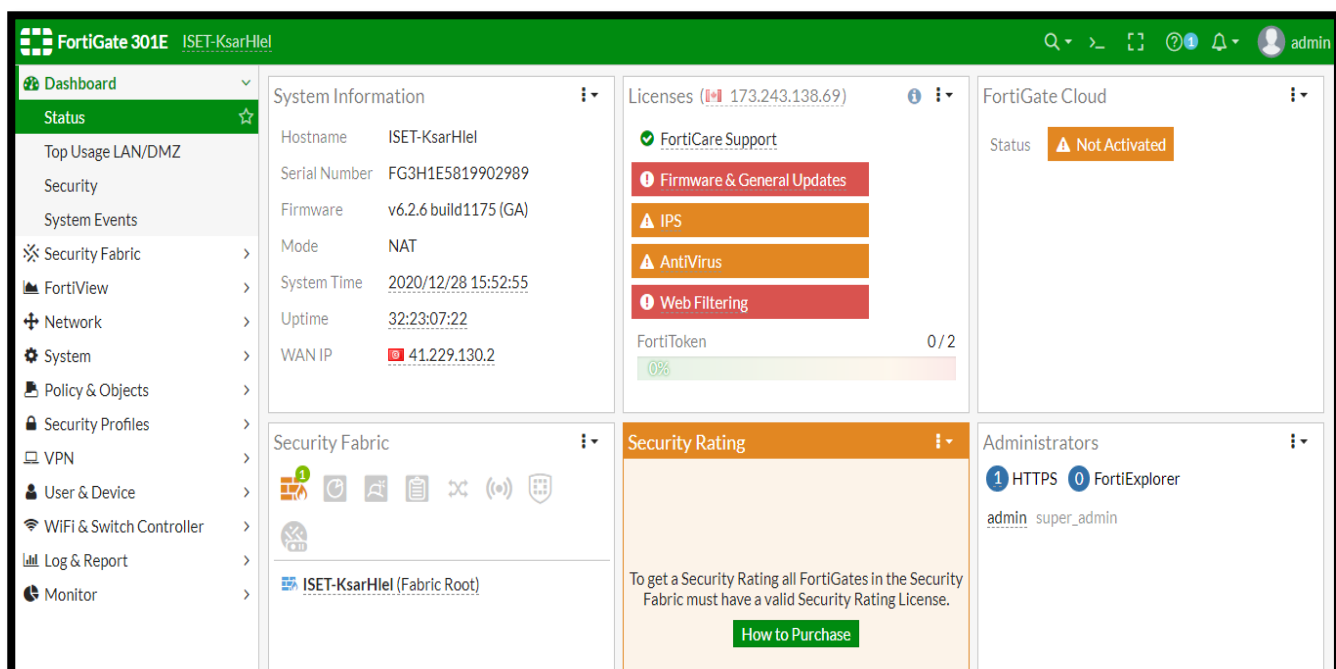 FortiGate 301E ISET-KsarHlel
1
admin
Dashboard
Status
Top Usage LAN/DMZ
Security
System Events
Security Fabric
FortiView
Network
System
Policy & Objects
Security Profiles
VPN
User & Device
WiFi & Switch Controller
Log & Report
Monitor
System Information
Hostname ISET-KsarHlel
Serial Number FG3H1E5819902989
Firmware v6.2.6 build1175 (GA)
Mode NAT
System Time 2020/12/28 15:52:55
Uptime 32:23:07:22
WAN IP 41.229.130.2
Licenses (173.243.138.69)
FortiCare Support
Firmware & General Updates
IPS
AntiVirus
Web Filtering
FortiToken 0 / 2
0%
FortiGate Cloud
Status Not Activated
Security Fabric
1
ISET-KsarHlel (Fabric Root)
Security Rating
To get a Security Rating all FortiGates in the Security
Fabric must have a valid Security Rating License.
How to Purchase
Administrators
1 HTTPS 0 FortiExplorer
admin super_admin